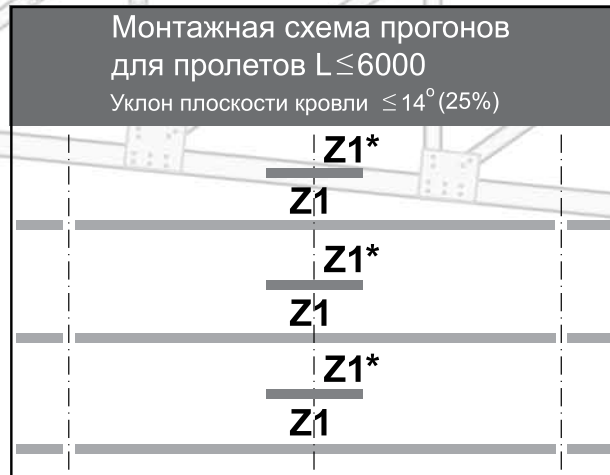 Монтажная схема прогонов
для пролетов L≤6000
Уклон плоскости кровли ≤14° (25%)
Z1*
Z1
Z1*
Z1
Z1*
Z1